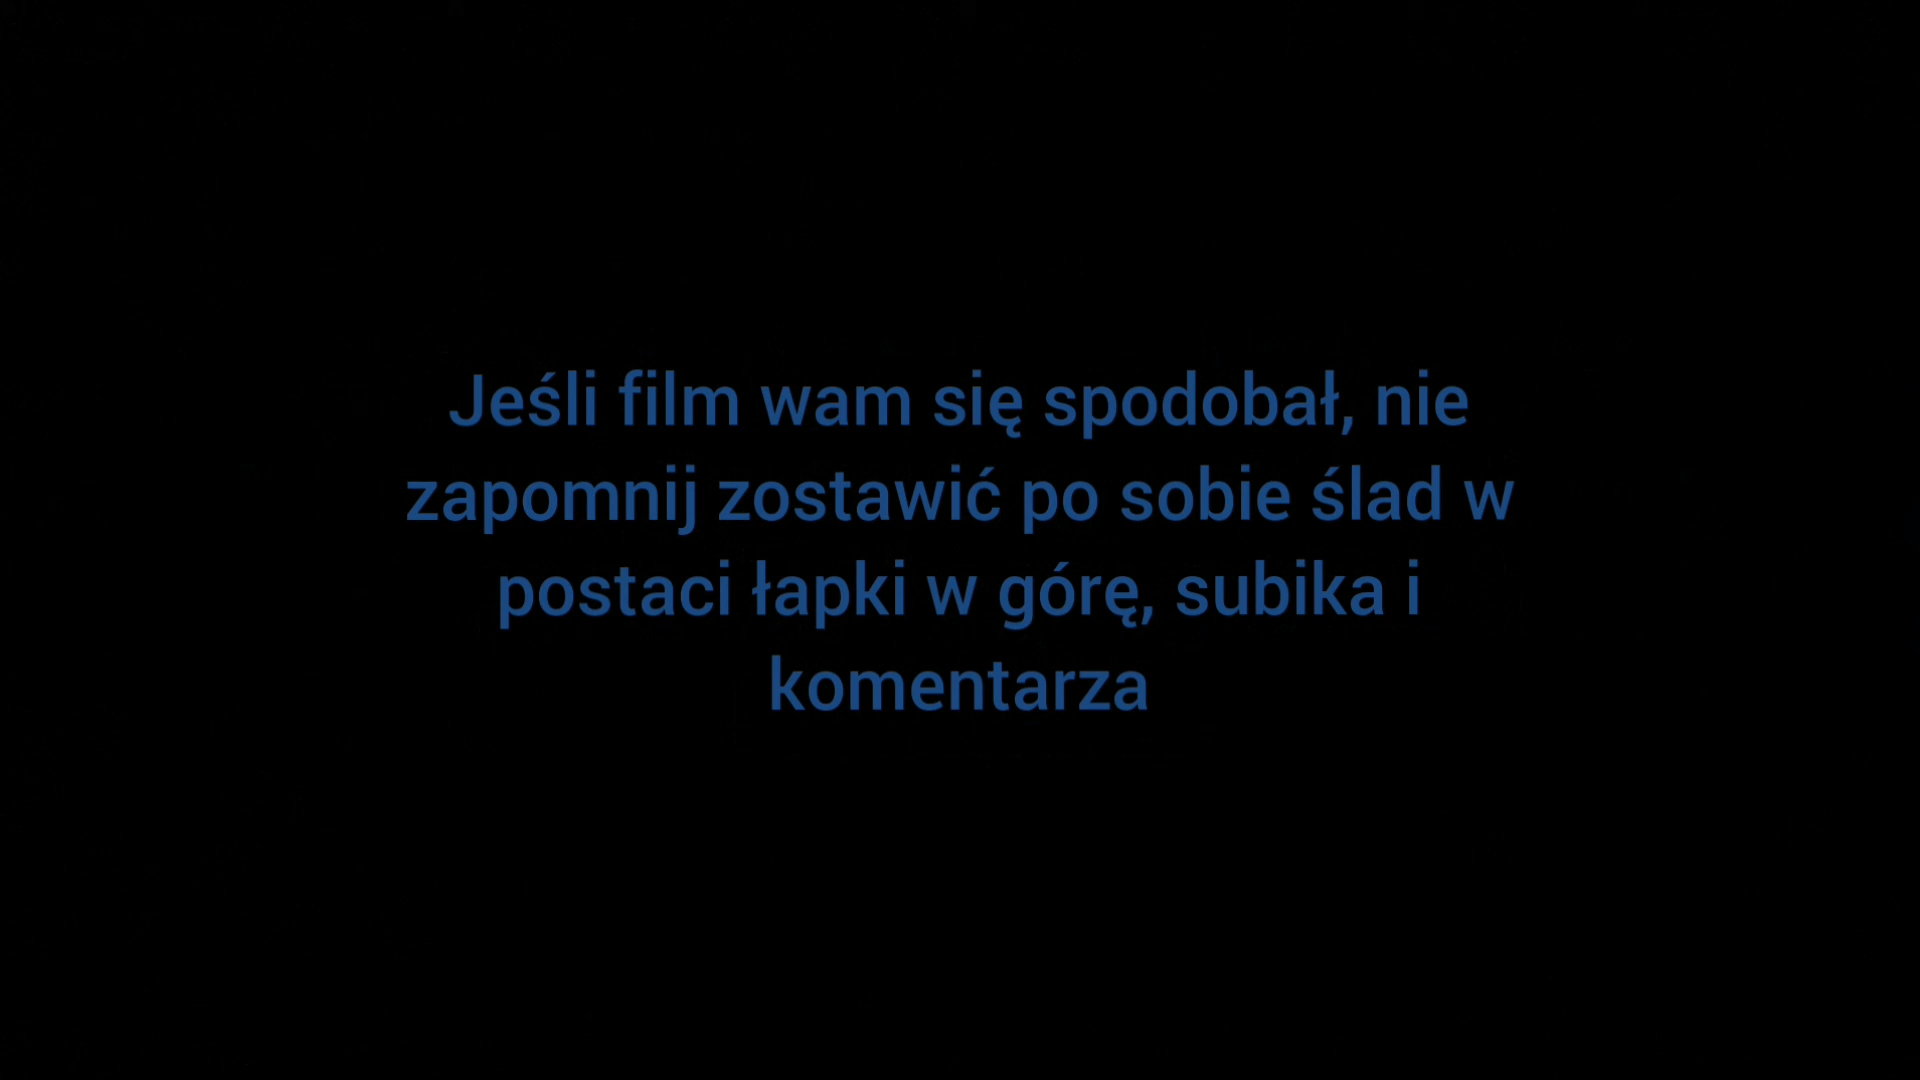 Jeśli film wam się spodobał, nie
zapomnij zostawić po sobie ślad w
postaci łapki w górę, subika i
komentarza